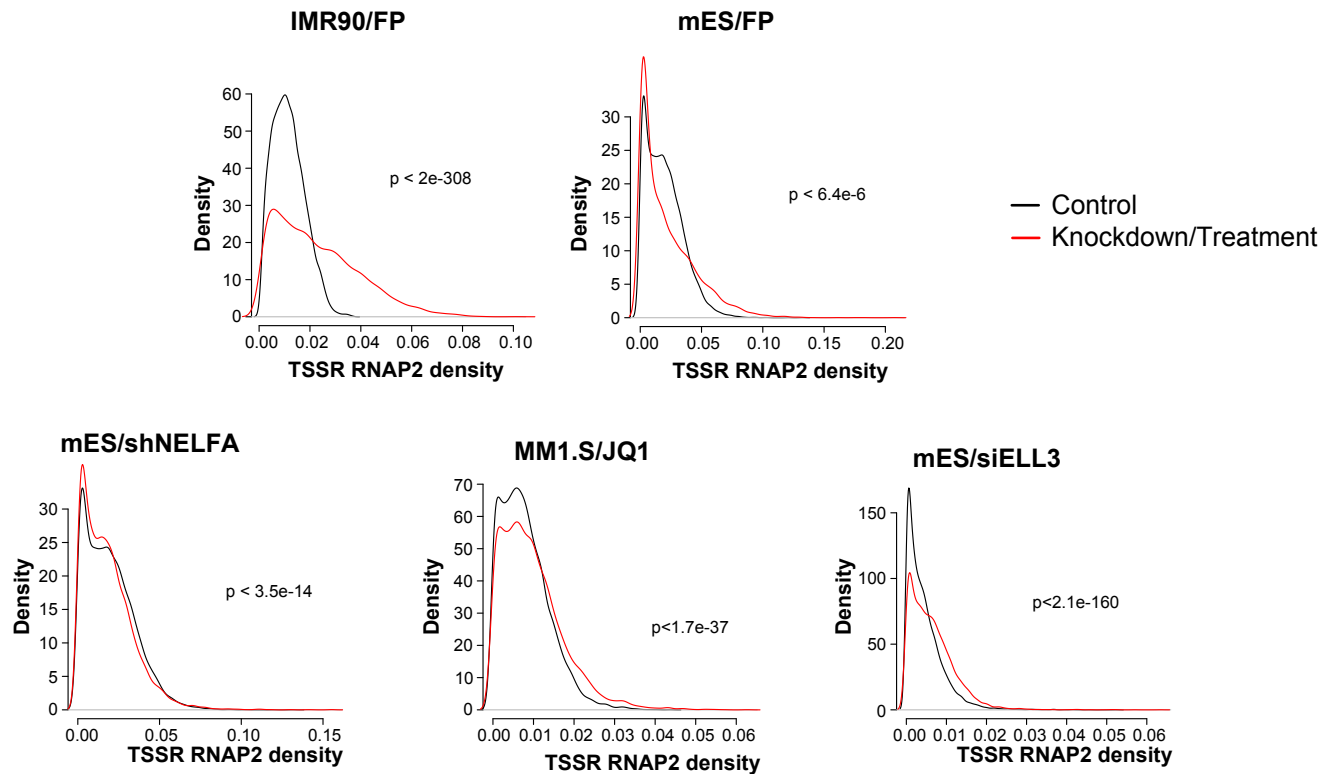 IMR90/FP
Density
60
50
40
30
20
10
0
p < 2e-308
0.00 0.02 0.04 0.06 0.08 0.10
TSSR RNAP2 density
mES/FP
Density
30
25
20
15
10
5
0
p < 6.4e-6
0.00 0.05 0.10 0.15 0.20
TSSR RNAP2 density
Control
Knockdown/Treatment
mES/shNELFA
Density
30
25
20
15
10
5
0
p < 3.5e-14
0.00 0.05 0.10 0.15
TSSR RNAP2 density
MM1.S/JQ1
Density
70
60
50
40
30
20
10
0
p<1.7e-37
0.00 0.01 0.02 0.03 0.04 0.05 0.06
TSSR RNAP2 density
mES/siELL3
Density
150
100
50
0
p<2.1e-160
0.00 0.01 0.02 0.03 0.04 0.05 0.06
TSSR RNAP2 density